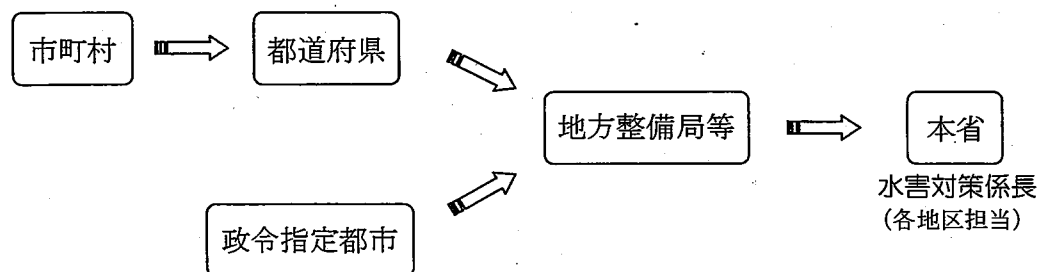 市町村
都道府県
地方整備局等
本省
水害対策係長
(各地区担当)
政令指定都市